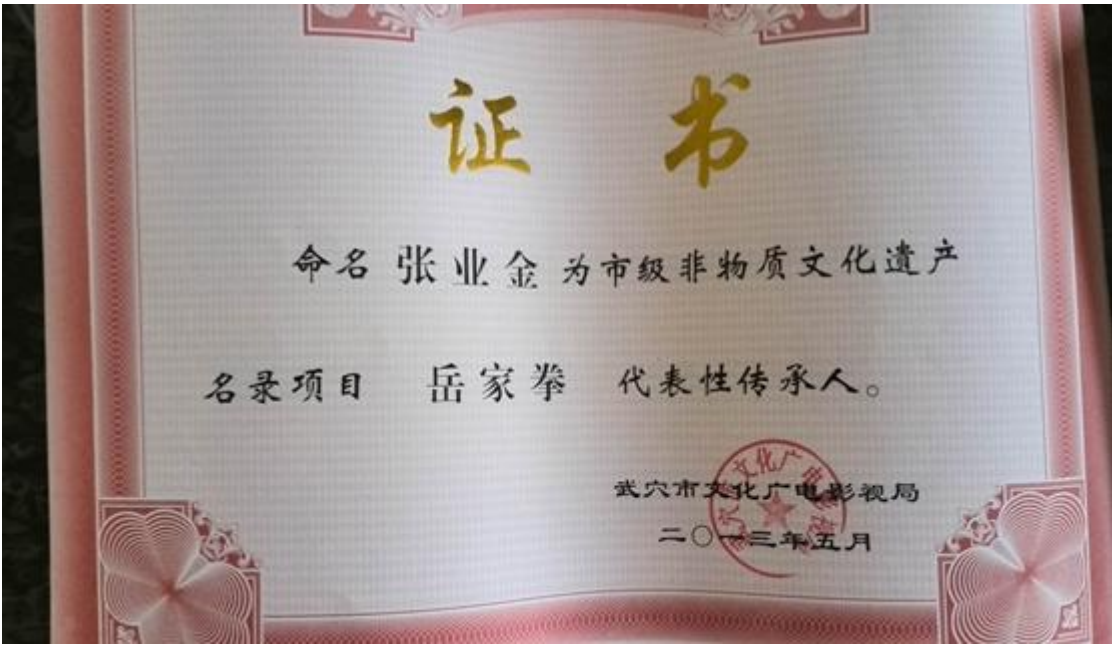 证 书
命名 张业金 为市级非物质文化遗产
名录项目 岳家拳 代表性传承人。
武穴市文化广电影视局
二〇一三年五月